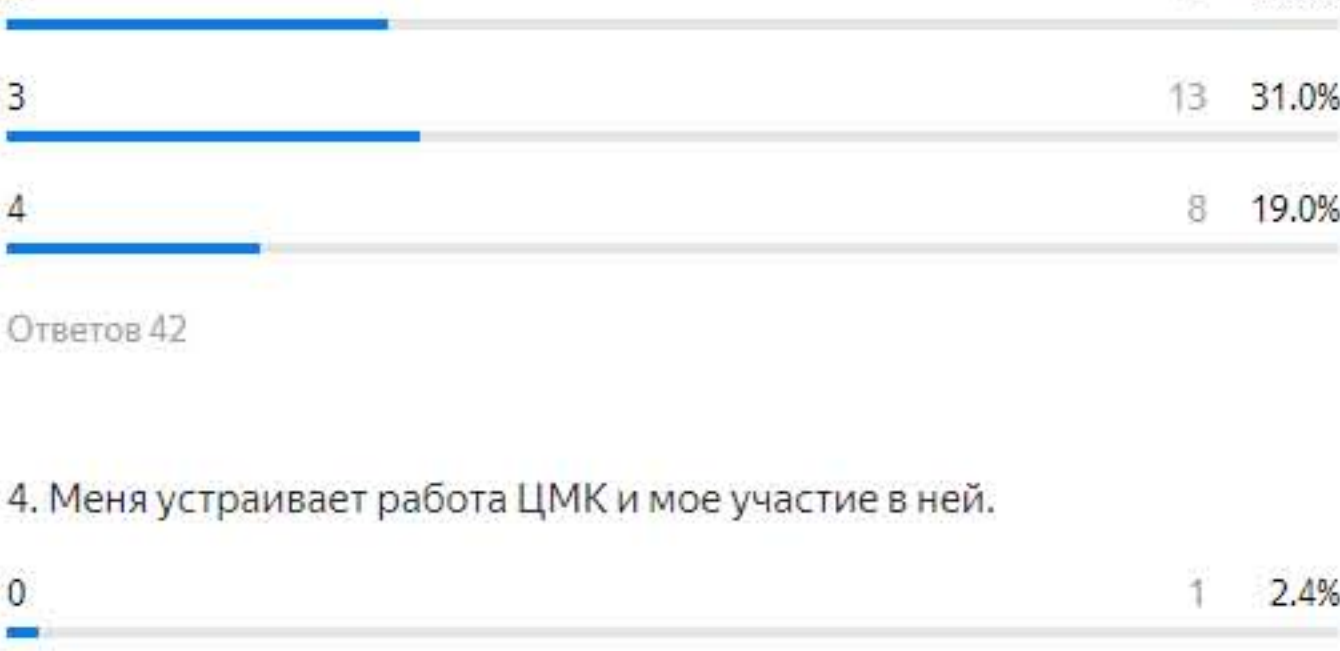 3 13 31.0%
4 8 19.0%
Ответов 42
4. Меня устраивает работа ЦМК и мое участие в ней.
0 1 2.4%